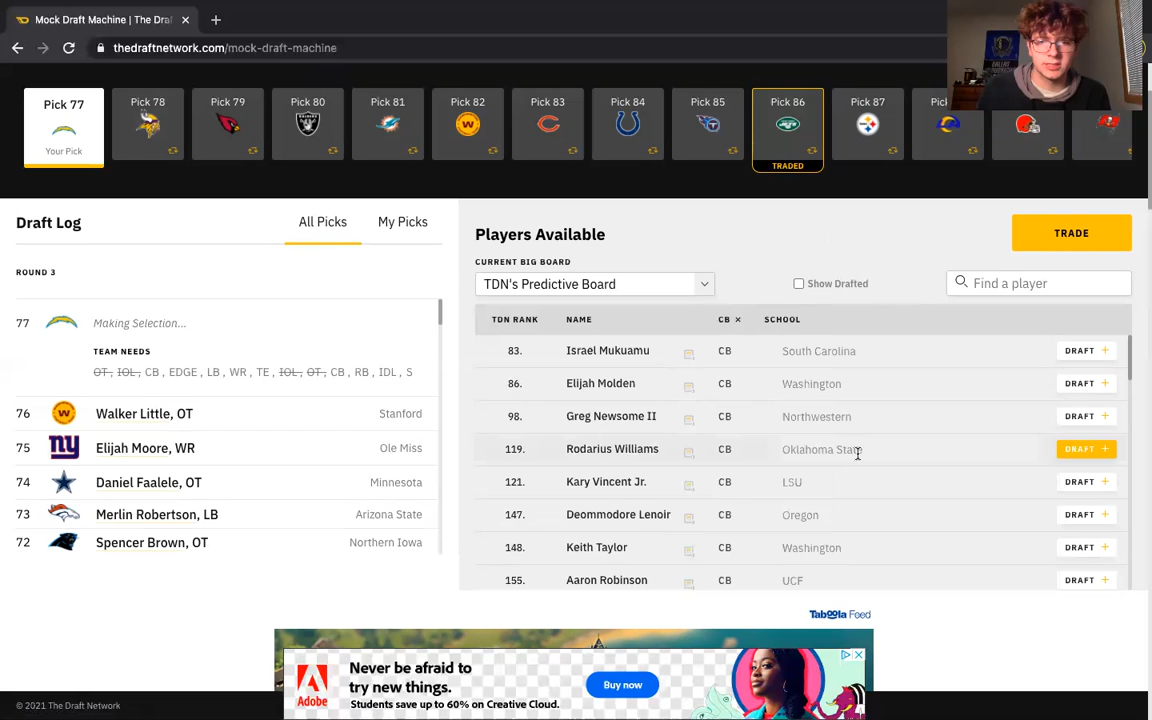 Mock Draft Machine | The Dra
thedraftnetwork.com/mock-draft-machine
Pick 77
Your Pick
Pick 78
Pick 79
Pick 80
Pick 81
Pick 82
Pick 83
Pick 84
Pick 85
Pick 86
TRADED
Pick 87
Draft Log
All Picks
My Picks
ROUND 3
77 Making Selection...
TEAM NEEDS
OT , IOL , CB , EDGE , LB , WR , TE , IOL , OT , CB , RB , IDL , S
76 Walker Little, OT Stanford
75 Elijah Moore, WR Ole Miss
74 Daniel Faalele, OT Minnesota
73 Merlin Robertson, LB Arizona State
72 Spencer Brown, OT Northern Iowa
Players Available
TRADE
CURRENT BIG BOARD
TDN's Predictive Board
Show Drafted
Find a player
TDN RANK NAME CB × SCHOOL
83. Israel Mukuamu CB South Carolina DRAFT +
86. Elijah Molden CB Washington DRAFT +
98. Greg Newsome II CB Northwestern DRAFT +
119. Rodarius Williams CB Oklahoma State DRAFT +
121. Kary Vincent Jr. CB LSU DRAFT +
147. Deommodore Lenoir CB Oregon DRAFT +
148. Keith Taylor CB Washington DRAFT +
155. Aaron Robinson CB UCF DRAFT +
Taboola Feed
Adobe
Never be afraid to
try new things.
Students save up to 60% on Creative Cloud.
Buy now
© 2021 The Draft Network